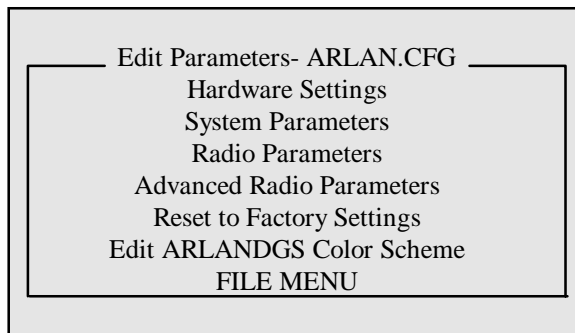 Edit Parameters- ARLAN.CFG
Hardware Settings
System Parameters
Radio Parameters
Advanced Radio Parameters
Reset to Factory Settings
Edit ARLANDGS Color Scheme
FILE MENU